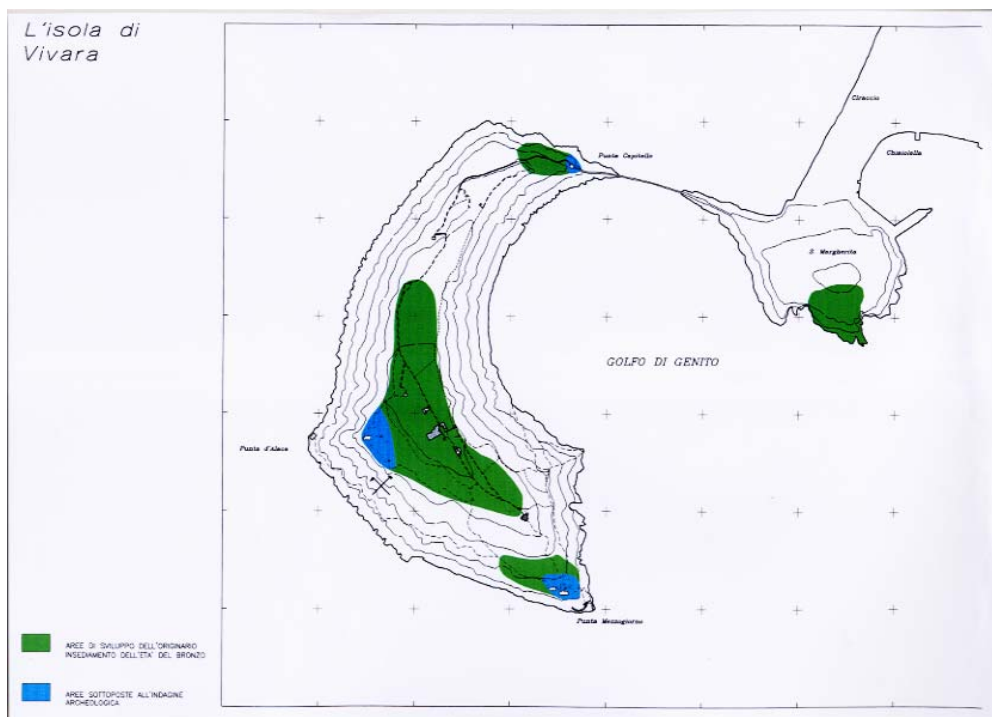 L'isola di
Vivara
Ciraccio
Chiaiolella
Punta Capitello
S. Margherita
GOLFO DI GENITO
Punta d'Alaca
Punta Mezzogiorno
AREE DI SVILUPPO DELL'ORIGINARIO
INSEDIAMENTO DELL'ETA' DEL BRONZO
AREE SOTTOPOSTE ALL'INDAGINE
ARCHEOLOGICA